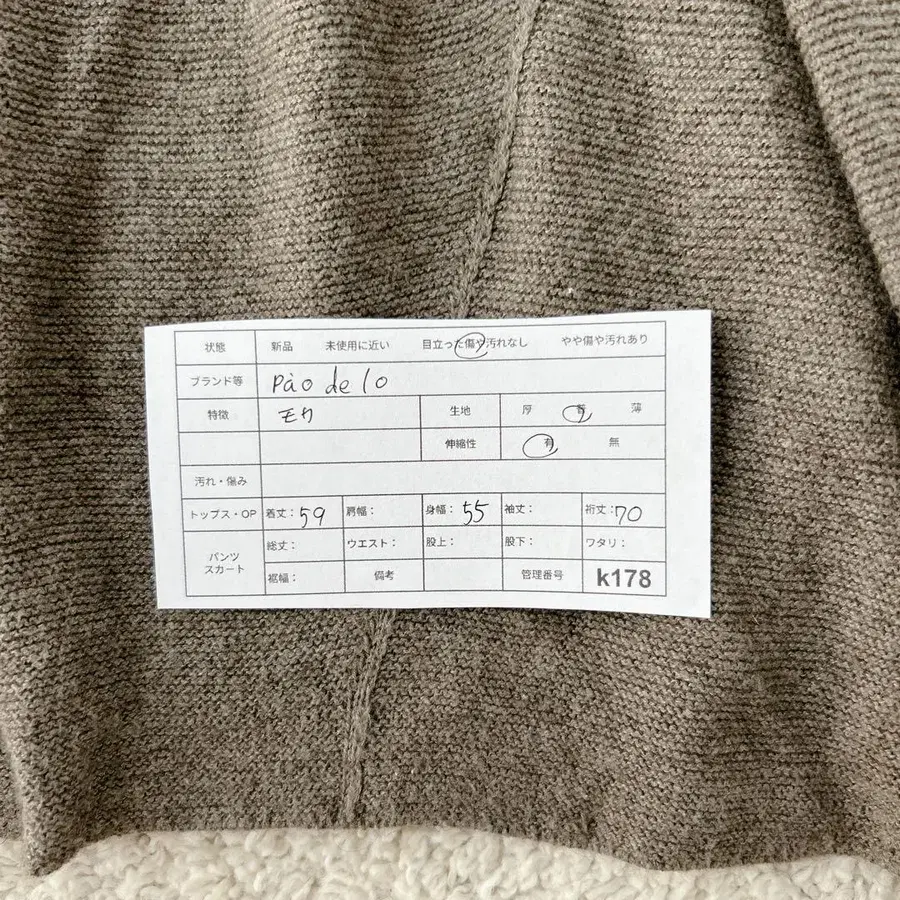 状態 新品 未使用に近い 目立った傷や汚れなし やや傷や汚れあり
ブランド等 pào de lo
特徴 モカ 生地 厚 普 薄
伸縮性 有 無
汚れ・傷み
トップス・OP 着丈：59 肩幅： 身幅：55 袖丈： 裄丈：70
パンツ スカート 総丈： ウエスト： 股上： 股下： ワタリ：
裾幅： 備考 管理番号 k178